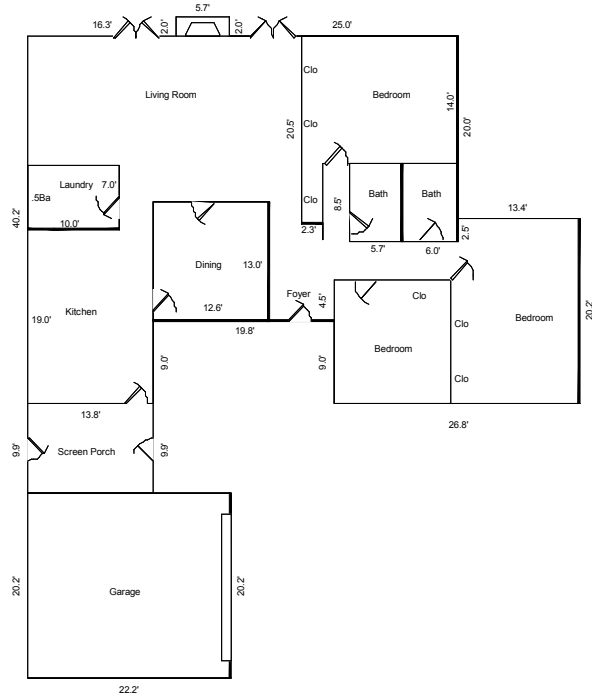 5.7'
16.3' 2.0' 2.0' 25.0'
Clo
Living Room Bedroom
14.0'
20.0'
20.5' Clo
Laundry 7.0'
.5Ba
Clo 8.5' Bath Bath
40.2' 10.0'
13.4'
2.3' 2.5'
5.7' 6.0'
Dining 13.0'
Foyer 4.5' Clo
12.6'
19.0' Kitchen
20.2'
Bedroom
Clo
19.8'
9.0' 9.0' Bedroom
Clo
13.8'
26.8'
9.9' Screen Porch 9.9'
20.2' Garage 20.2'
22.2'